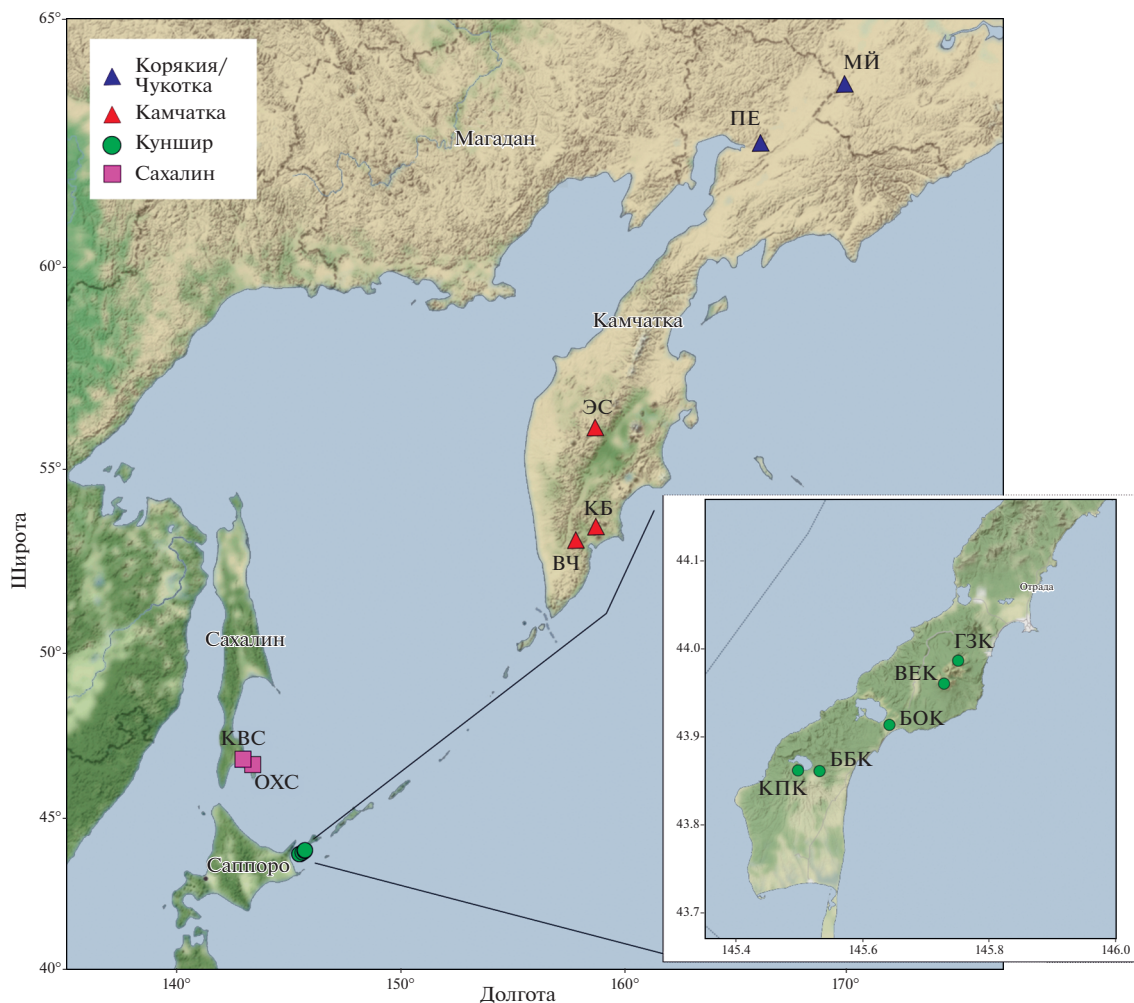 65°
Корякия/
Чукотка
Камчатка
Куншир
Сахалин
МЙ
ПЕ
Магадан
60°
Камчатка
ЭС
55°
КБ
ВЧ
Широта
50°
Сахалин
КВС
ОХС
45°
Саппоро
40°
140°
150°
160°
170°
Долгота
44.1
Отрада
44.0
ГЗК
ВЕК
БОК
43.9
ББК
КПК
43.8
43.7
145.4
145.6
145.8
146.0